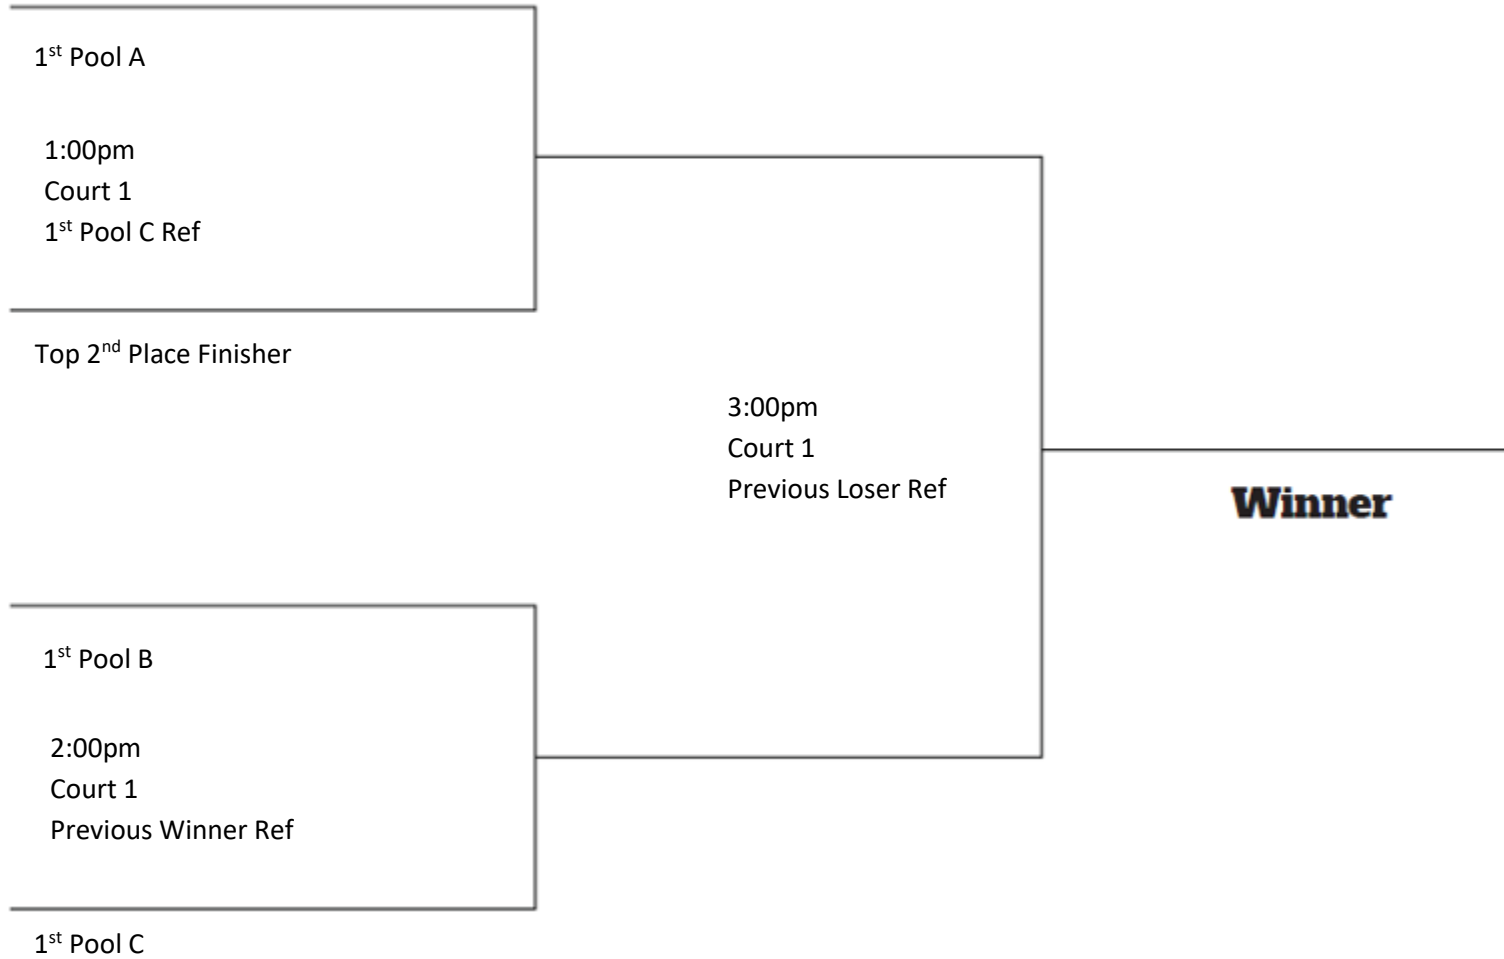 1st Pool A
1:00pm
Court 1
1st Pool C Ref
Top 2nd Place Finisher
3:00pm
Court 1
Previous Loser Ref
Winner
1st Pool B
2:00pm
Court 1
Previous Winner Ref
1st Pool C